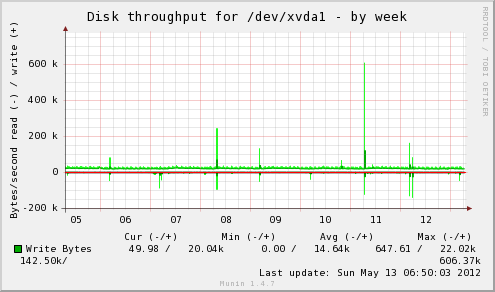 Disk throughput for /dev/xvda1 - by week
RRDTOOL / TOBI OETIKER
Bytes/second read (-) / write (+)
600 k
400 k
200 k
0
-200 k
05 06 07 08 09 10 11 12
Cur (-/+) Min (-/+) Avg (-/+) Max (-/+)
Write Bytes 49.98 / 20.04k 0.00 / 14.64k 647.61 / 22.02k
142.50k/ 606.37k
Last update: Sun May 13 06:50:03 2012
Munin 1.4.7